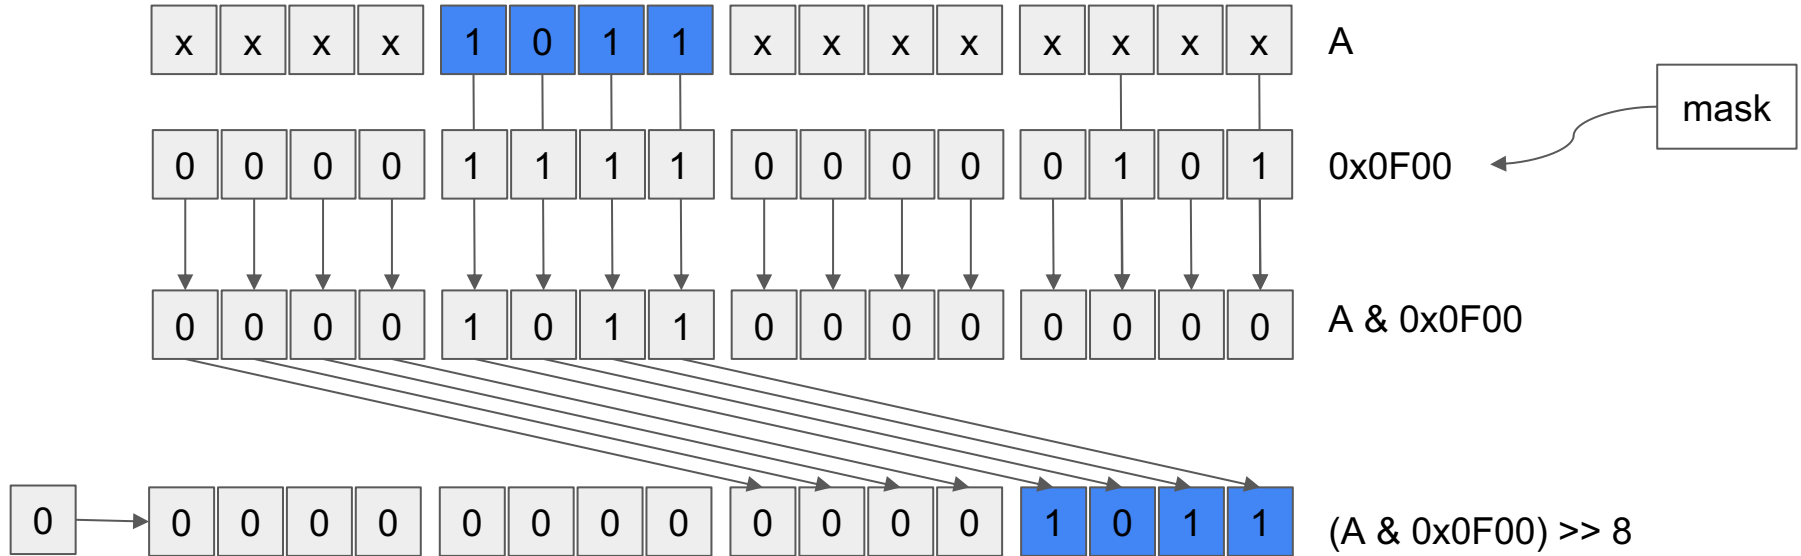 x x x x 1 0 1 1 x x x x x x x x A
mask
0 0 0 0 1 1 1 1 0 0 0 0 0 1 0 1 0x0F00
0 0 0 0 1 0 1 1 0 0 0 0 0 0 0 0 A & 0x0F00
0 0 0 0 0 0 0 0 0 0 0 0 0 1 0 1 1 (A & 0x0F00) >> 8